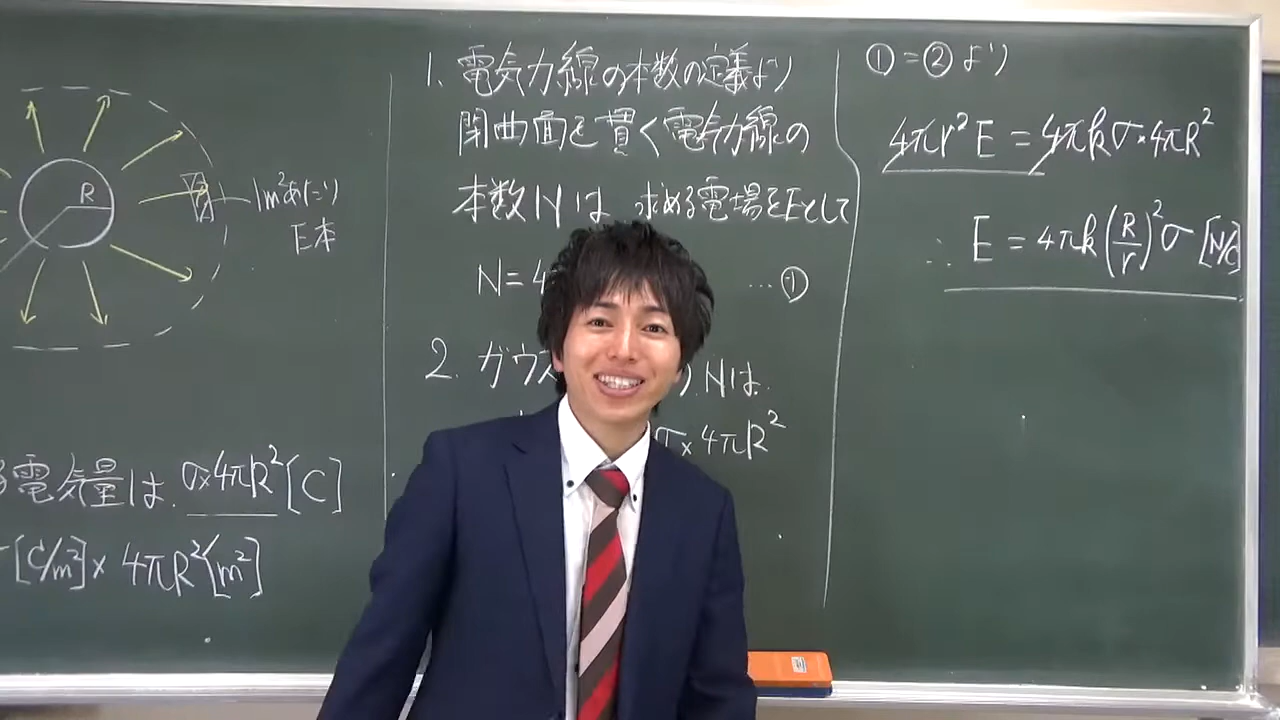 R
1m²あたり
E本
電気量は σ×4πR² [C]
[C/m²]×4πR²[m²]
1. 電気力線の本数の定義より
閉曲面を貫く電気力線の
本数Nは 求める電場をEとして
N=4 …①
2. ガウス Nは
σ×4πR²
①=②より
4πr²E=4πkσ×4πR²
∴ E=4πk(R/r)²σ [N/C]